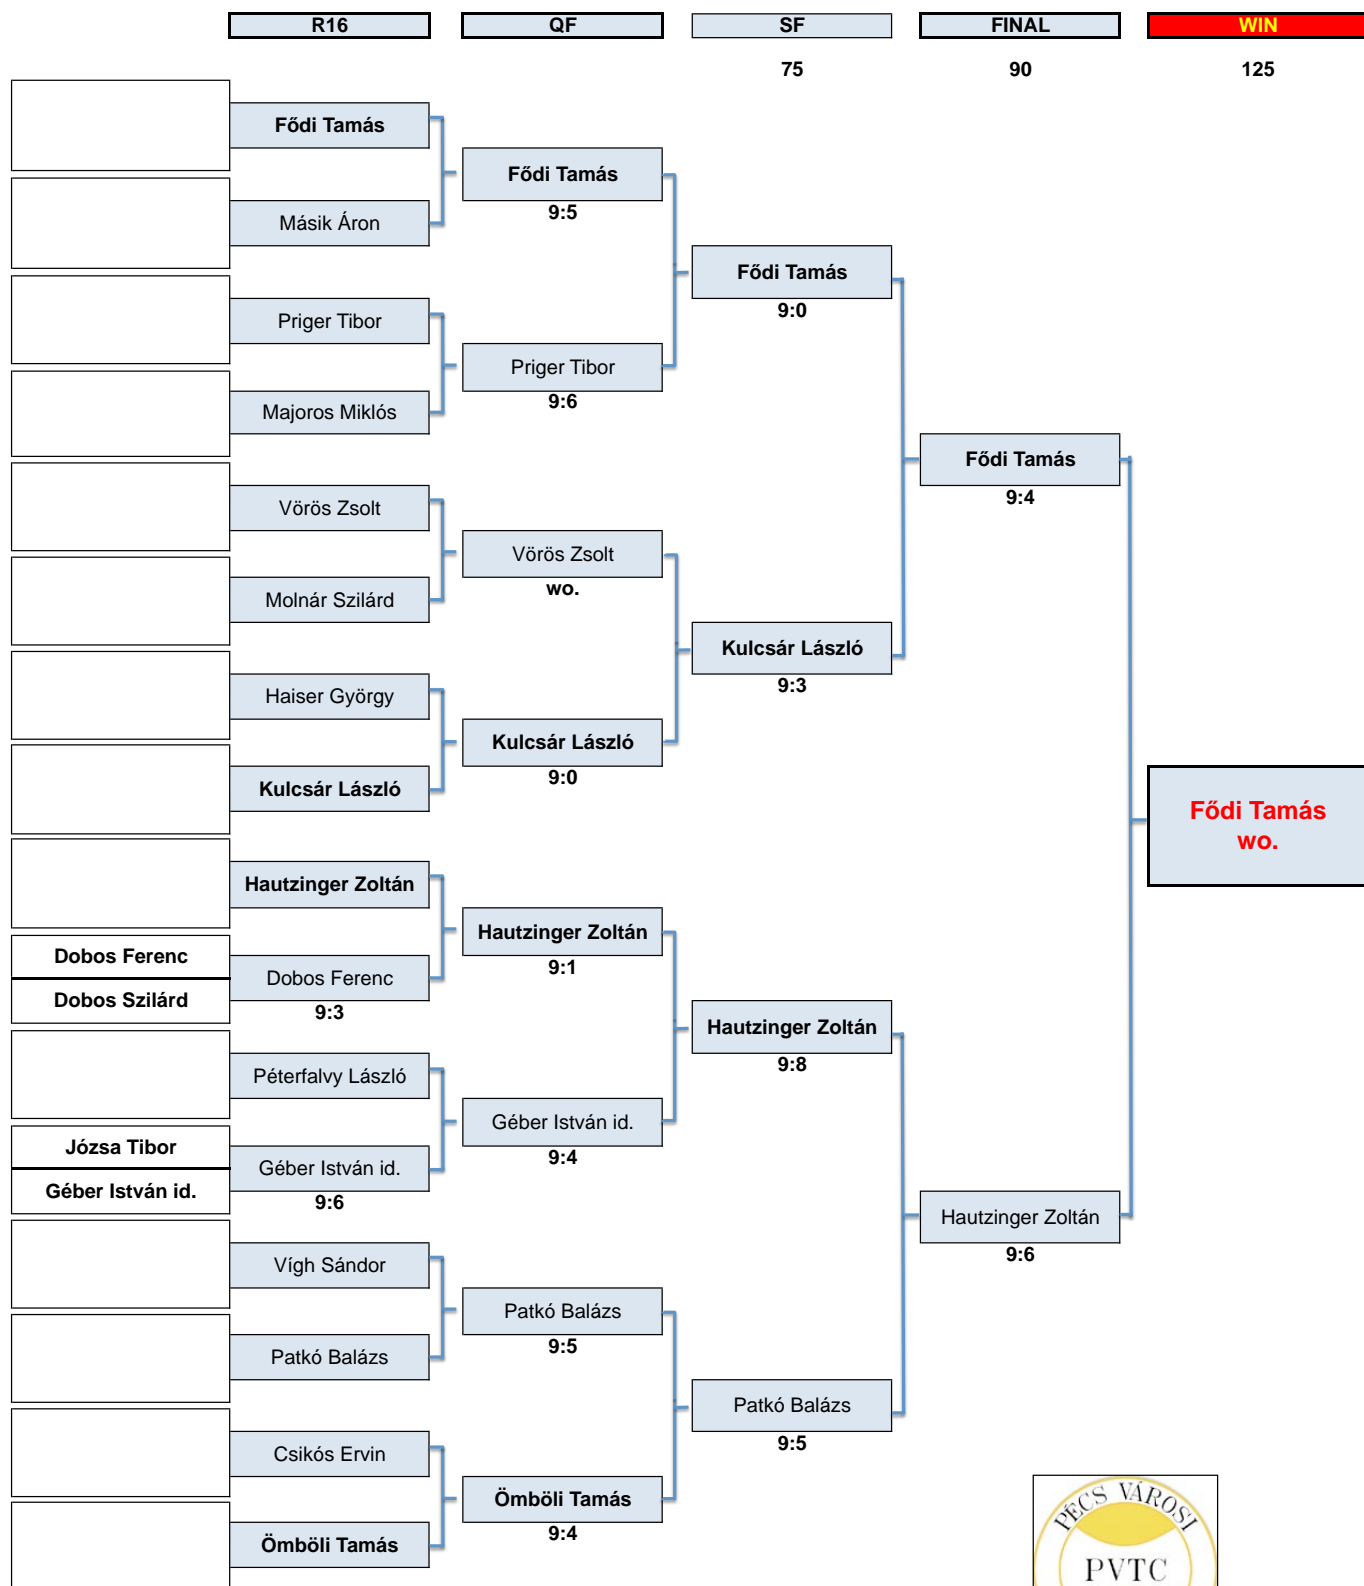 R16 QF SF FINAL WIN
75 90 125
Fődi Tamás
Fődi Tamás
9:5
Másik Áron
Fődi Tamás
9:0
Priger Tibor
Priger Tibor
9:6
Majoros Miklós
Fődi Tamás
9:4
Vörös Zsolt
Vörös Zsolt
wo.
Molnár Szilárd
Kulcsár László
9:3
Haiser György
Kulcsár László
9:0
Kulcsár László
Fődi Tamás
wo.
Hautzinger Zoltán
Hautzinger Zoltán
9:1
Dobos Ferenc
Dobos Szilárd
Dobos Ferenc
9:3
Hautzinger Zoltán
9:8
Péterfalvy László
Géber István id.
9:4
Józsa Tibor
Géber István id.
Géber István id.
9:6
Hautzinger Zoltán
9:6
Vígh Sándor
Patkó Balázs
9:5
Patkó Balázs
Patkó Balázs
9:5
Csikós Ervin
Ömböli Tamás
9:4
Ömböli Tamás
PÉCS VÁROSI
PVTC